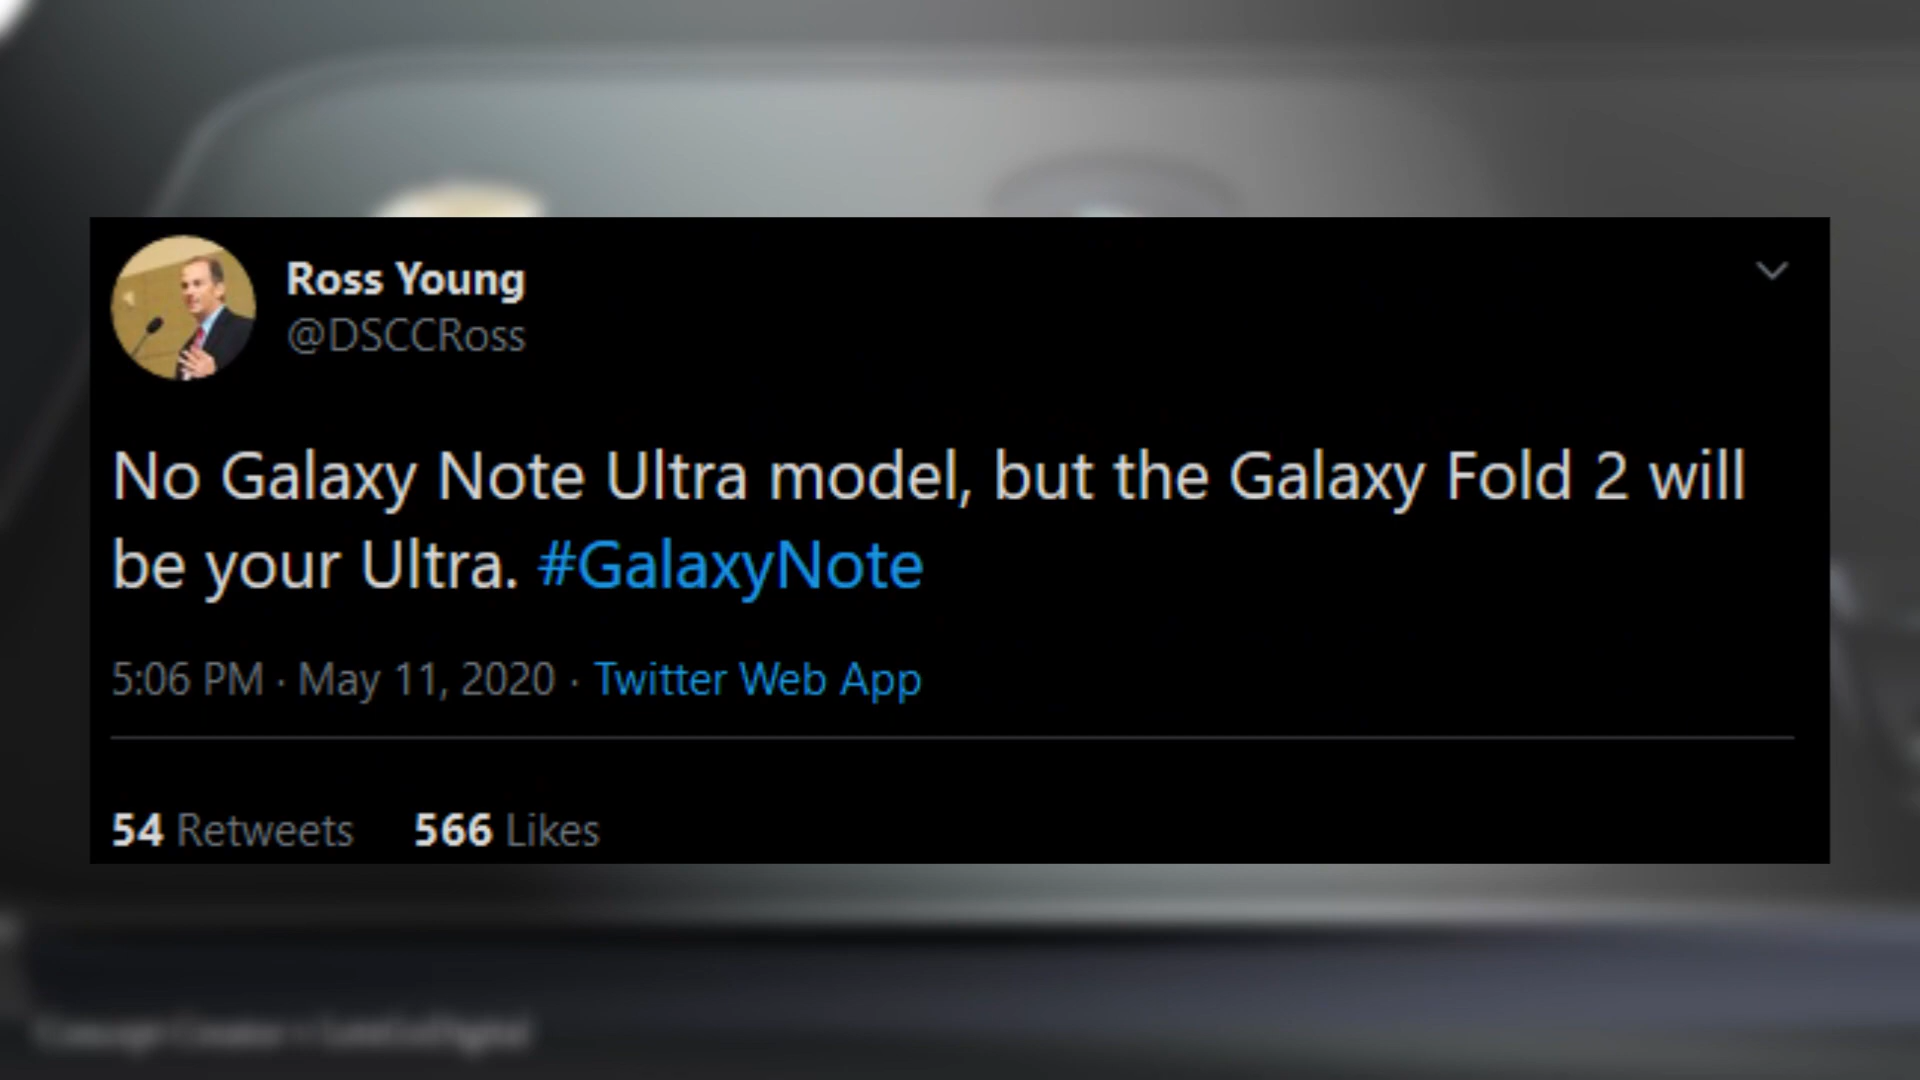 Ross Young
@DSCCRoss
No Galaxy Note Ultra model, but the Galaxy Fold 2 will
be your Ultra. #GalaxyNote
5:06 PM · May 11, 2020 · Twitter Web App
54 Retweets 566 Likes